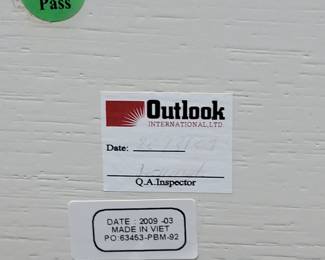 Pass
Outlook
INTERNATIONAL, LTD.
Date:
Q.A.Inspector
DATE : 2009 -03
MADE IN VIET
PO:63453-PBM-92